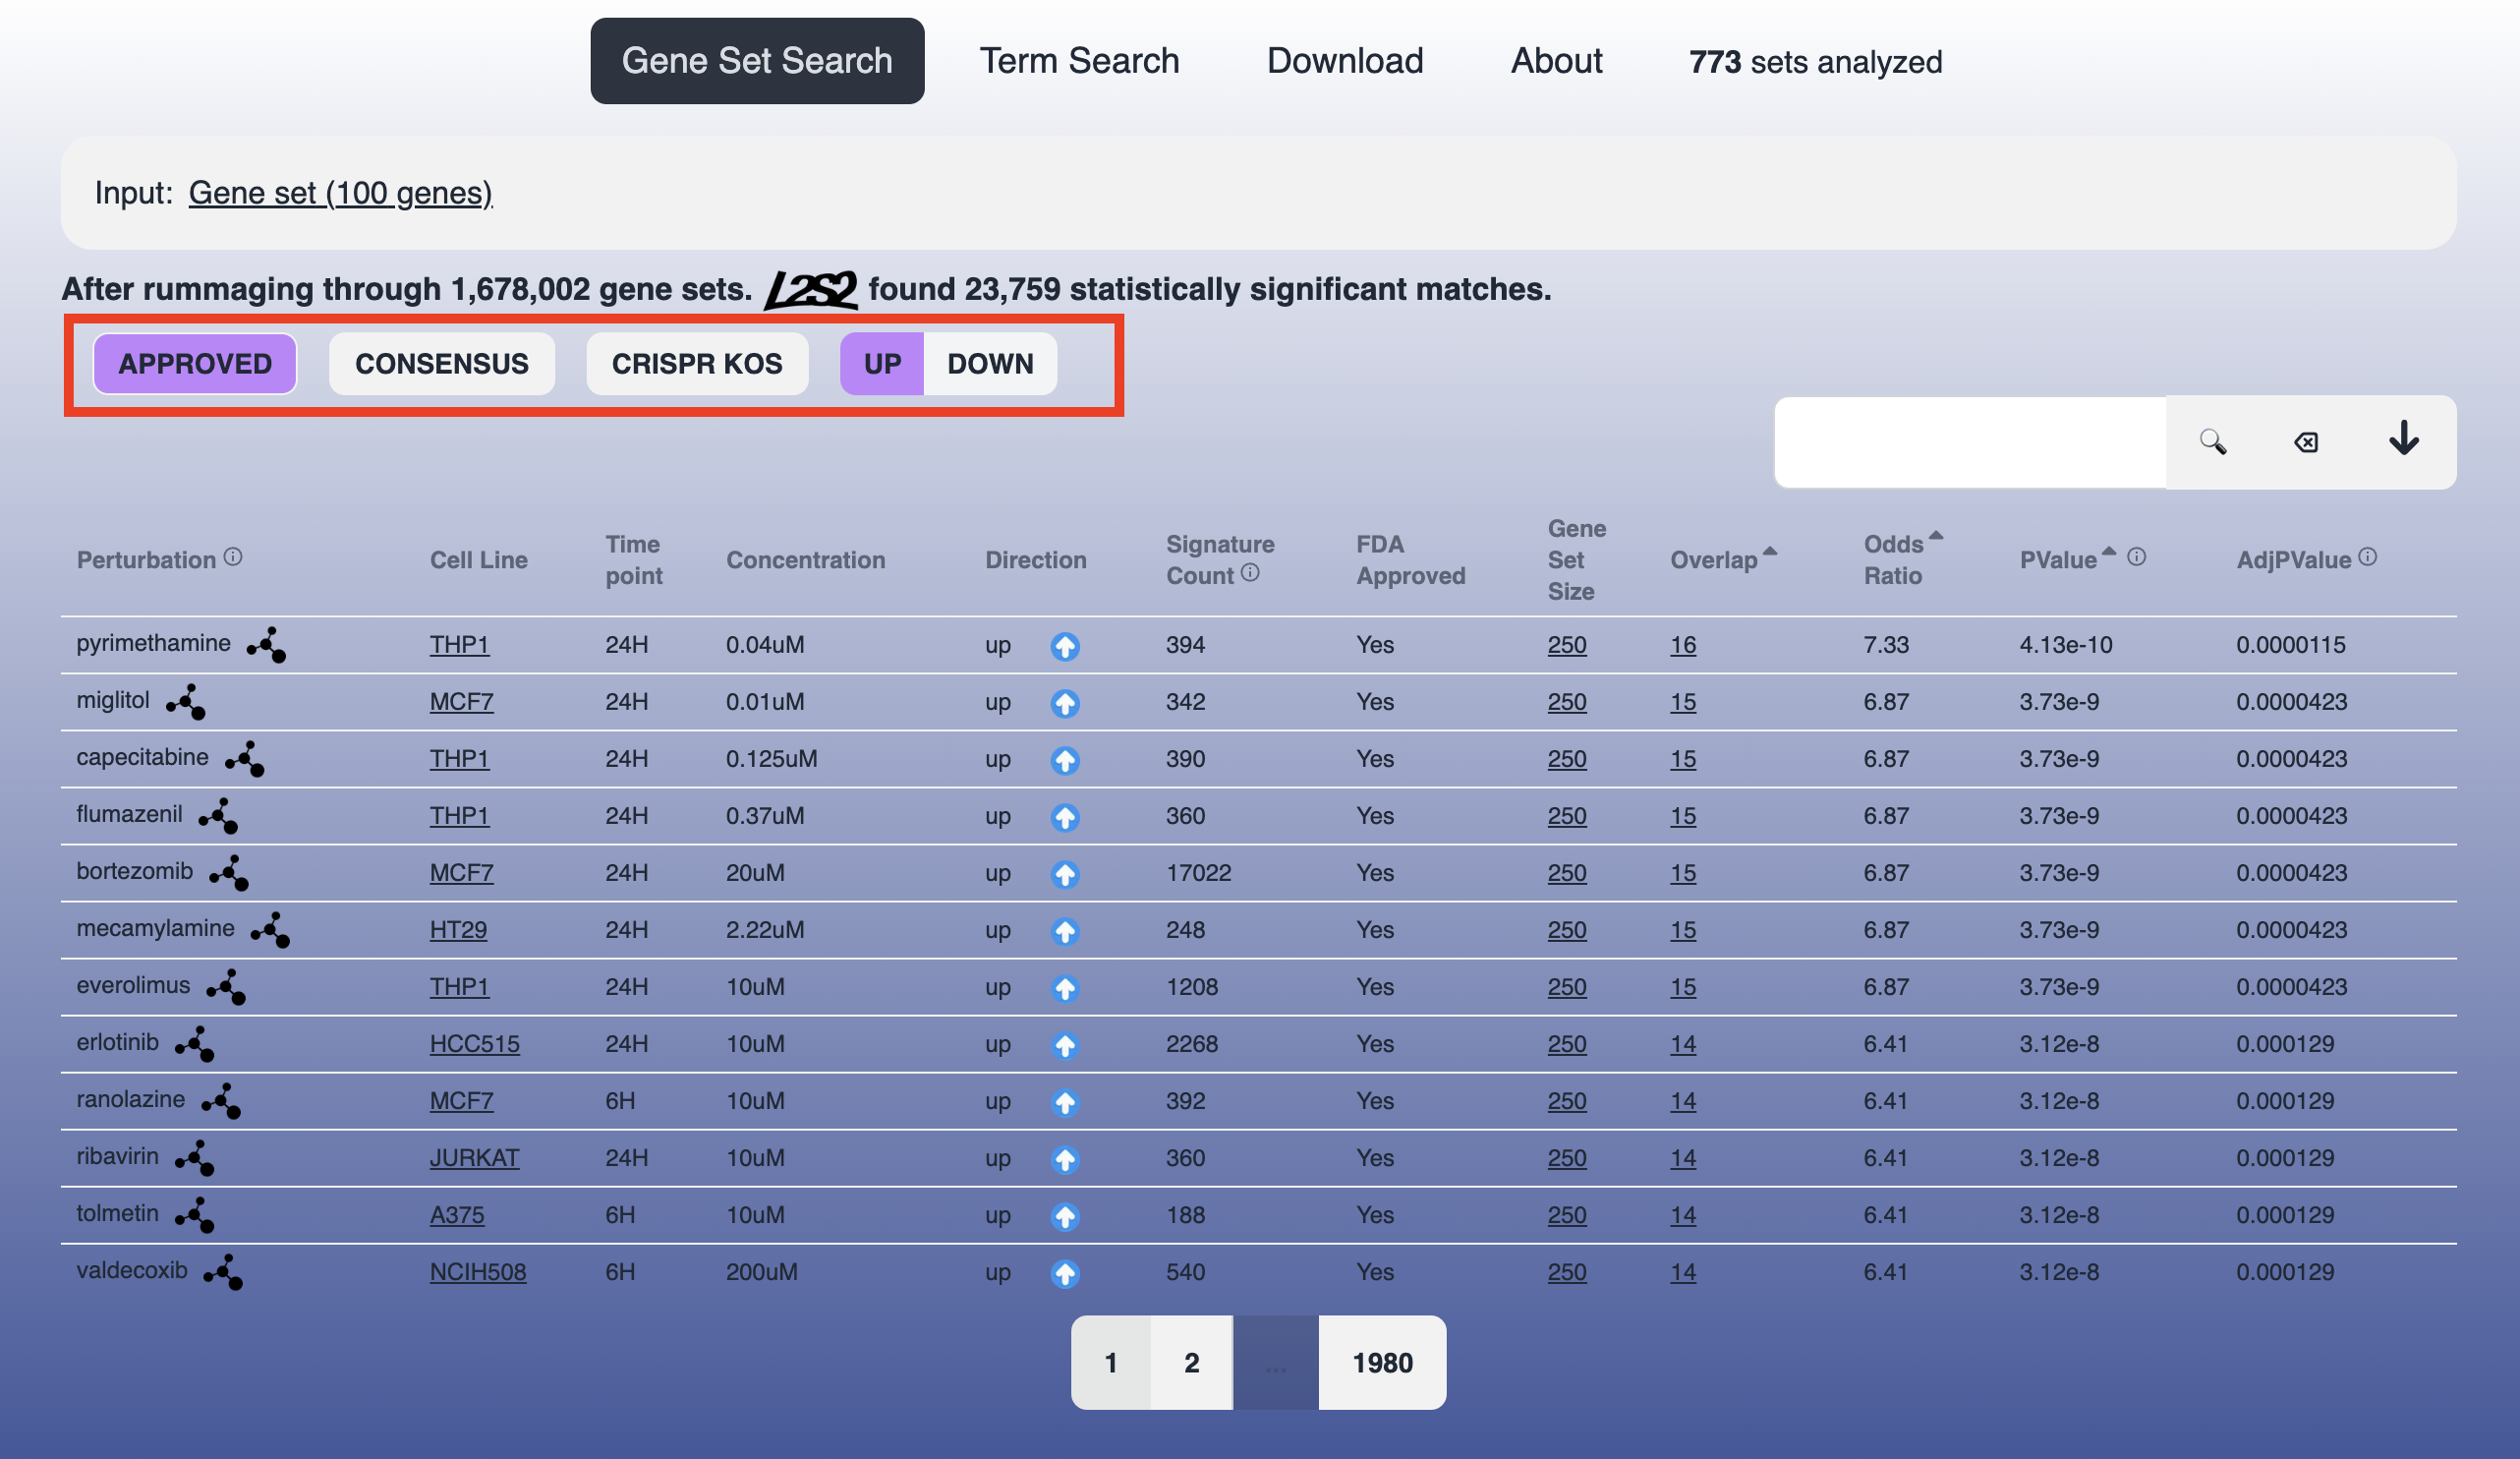 Gene Set Search Term Search Download About 773 sets analyzed
Input: Gene set (100 genes)
After rummaging through 1,678,002 gene sets. L2S2 found 23,759 statistically significant matches.
APPROVED CONSENSUS CRISPR KOS UP DOWN
Perturbation Cell Line Time point Concentration Direction Signature Count FDA Approved Gene Set Size Overlap Odds Ratio PValue AdjPValue
pyrimethamine THP1 24H 0.04uM up 394 Yes 250 16 7.33 4.13e-10 0.0000115
miglitol MCF7 24H 0.01uM up 342 Yes 250 15 6.87 3.73e-9 0.0000423
capecitabine THP1 24H 0.125uM up 390 Yes 250 15 6.87 3.73e-9 0.0000423
flumazenil THP1 24H 0.37uM up 360 Yes 250 15 6.87 3.73e-9 0.0000423
bortezomib MCF7 24H 20uM up 17022 Yes 250 15 6.87 3.73e-9 0.0000423
mecamylamine HT29 24H 2.22uM up 248 Yes 250 15 6.87 3.73e-9 0.0000423
everolimus THP1 24H 10uM up 1208 Yes 250 15 6.87 3.73e-9 0.0000423
erlotinib HCC515 24H 10uM up 2268 Yes 250 14 6.41 3.12e-8 0.000129
ranolazine MCF7 6H 10uM up 392 Yes 250 14 6.41 3.12e-8 0.000129
ribavirin JURKAT 24H 10uM up 360 Yes 250 14 6.41 3.12e-8 0.000129
tolmetin A375 6H 10uM up 188 Yes 250 14 6.41 3.12e-8 0.000129
valdecoxib NCIH508 6H 200uM up 540 Yes 250 14 6.41 3.12e-8 0.000129
1 2 ... 1980